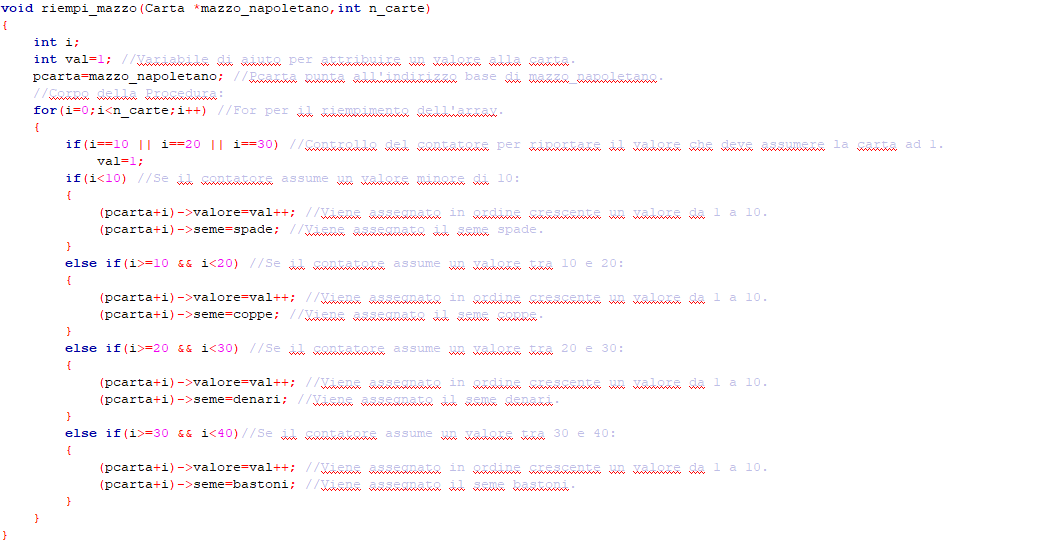 void riempi_mazzo(Carta *mazzo_napoletano,int n_carte)
{
    int i;
    int val=1; //Variabile di aiuto per attribuire un valore alla carta.
    pcarta=mazzo_napoletano; //Pcarta punta all'indirizzo base di mazzo_napoletano.
    //Corpo della Procedura:
    for(i=0;i<n_carte;i++) //For per il riempimento dell'array.
    {
        if(i==10 || i==20 || i==30) //Controllo del contatore per riportare il valore che deve assumere la carta ad 1.
            val=1;
        if(i<10) //Se il contatore assume un valore minore di 10:
        {
            (pcarta+i)->valore=val++; //Viene assegnato in ordine crescente un valore da 1 a 10.
            (pcarta+i)->seme=spade; //Viene assegnato il seme spade.
        }
        else if(i>=10 && i<20) //Se il contatore assume un valore tra 10 e 20:
        {
            (pcarta+i)->valore=val++; //Viene assegnato in ordine crescente un valore da 1 a 10.
            (pcarta+i)->seme=coppe; //Viene assegnato il seme coppe.
        }
        else if(i>=20 && i<30) //Se il contatore assume un valore tra 20 e 30:
        {
            (pcarta+i)->valore=val++; //Viene assegnato in ordine crescente un valore da 1 a 10.
            (pcarta+i)->seme=denari; //Viene assegnato il seme denari.
        }
        else if(i>=30 && i<40)//Se il contatore assume un valore tra 30 e 40:
        {
            (pcarta+i)->valore=val++; //Viene assegnato in ordine crescente un valore da 1 a 10.
            (pcarta+i)->seme=bastoni; //Viene assegnato il seme bastoni.
        }
    }
}